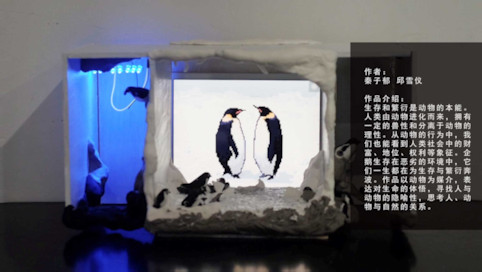 作者:
秦子郁 邱雪仪
作品介绍:
生存和繁衍是动物的本能。
人类由动物进化而来,拥有
一定的兽性和分离于动物的
理性。从动物的行为中,我
们也能看到人类社会中的财
富、地位、权利等象征。企
鹅生存在恶劣的环境中,它
们一生都在为生存与繁衍奔
波。作品以动物为媒介,表
达对生命的体悟,寻找人与
动物的隐喻性,思考人、动
物与自然的关系。